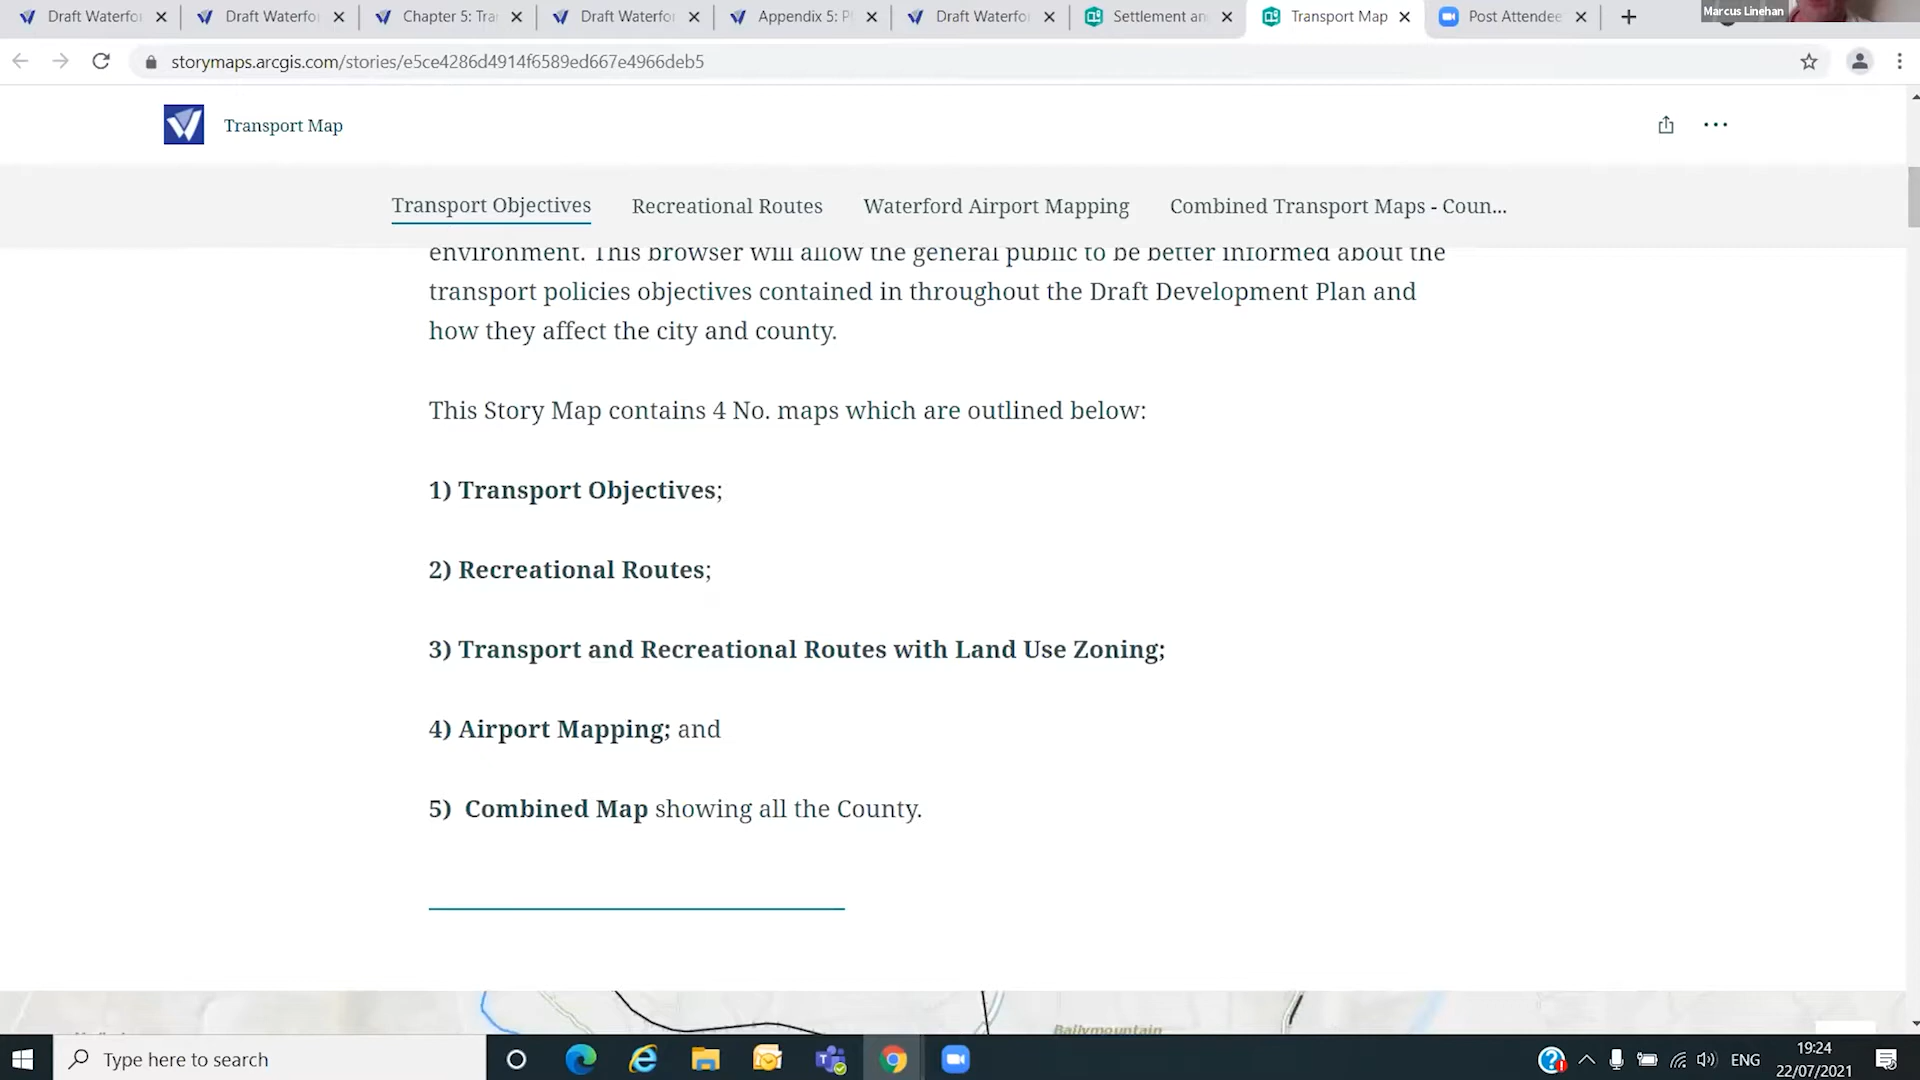 Draft Waterfo
Draft Waterfo
Chapter 5: Tra
Draft Waterfo
Appendix 5: P
Draft Waterfo
Settlement an
Transport Map
Post Attendee
Marcus Linehan
storymaps.arcgis.com/stories/e5ce4286d4914f6589ed667e4966deb5
Transport Map
Transport Objectives
Recreational Routes
Waterford Airport Mapping
Combined Transport Maps - Coun...
environment. This browser will allow the general public to be better informed about the
transport policies objectives contained in throughout the Draft Development Plan and
how they affect the city and county.
This Story Map contains 4 No. maps which are outlined below:
1) Transport Objectives;
2) Recreational Routes;
3) Transport and Recreational Routes with Land Use Zoning;
4) Airport Mapping; and
5) Combined Map showing all the County.
Ballymountain
Type here to search
ENG
19:24
22/07/2021